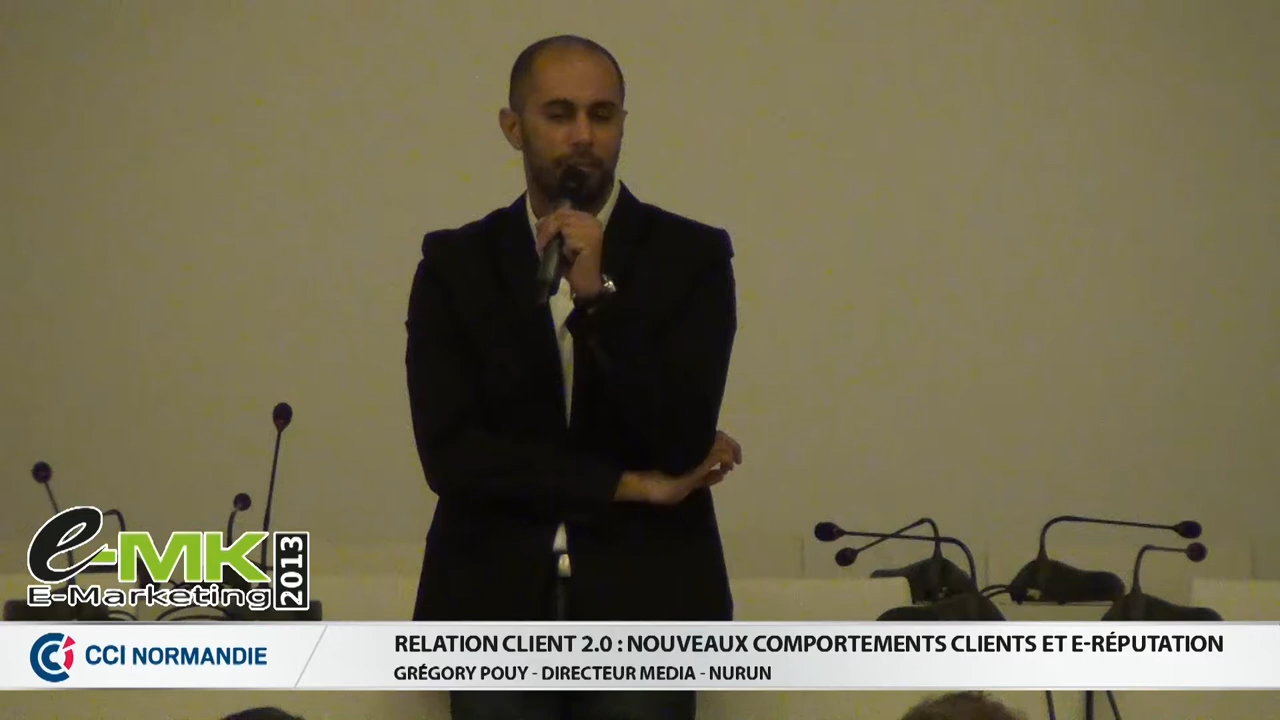 e-MK
2013
E-Marketing
CCI NORMANDIE
RELATION CLIENT 2.0 : NOUVEAUX COMPORTEMENTS CLIENTS ET E-RÉPUTATION
GRÉGORY POUY - DIRECTEUR MEDIA - NURUN